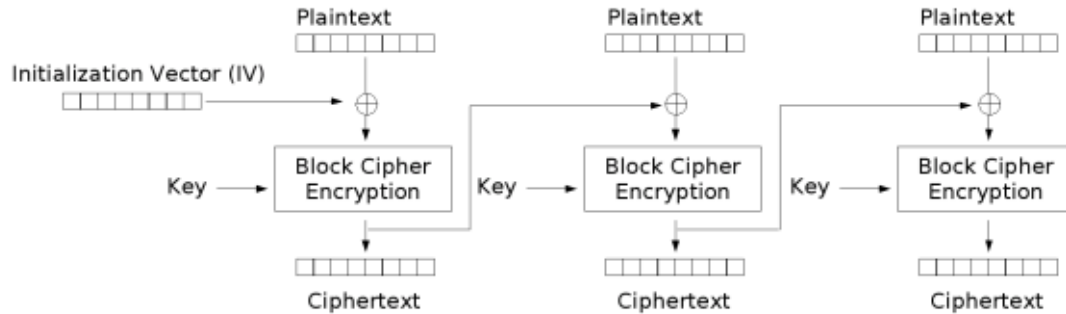 Plaintext
Plaintext
Plaintext
Initialization Vector (IV)
Key
Block Cipher
Encryption
Key
Block Cipher
Encryption
Key
Block Cipher
Encryption
Ciphertext
Ciphertext
Ciphertext